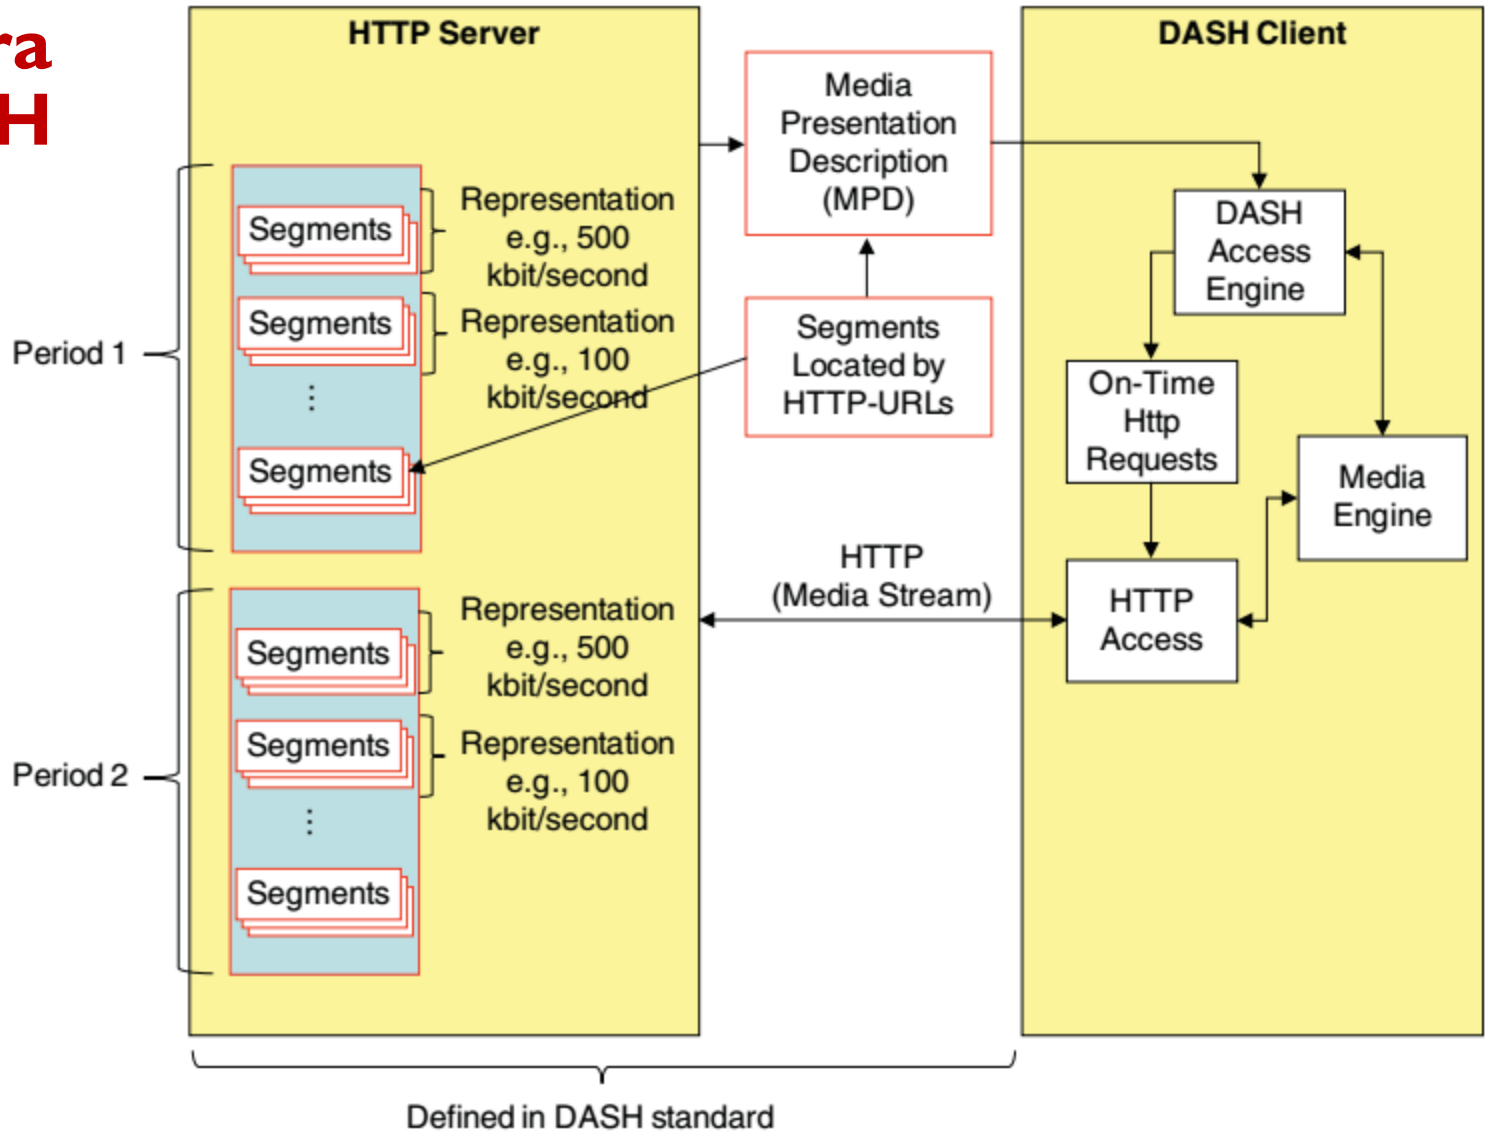 ra
H
HTTP Server
DASH Client
Media
Presentation
Description
(MPD)
Segments
Located by
HTTP-URLs
Period 1
Segments
Representation
e.g., 500
kbit/second
Segments
Representation
e.g., 100
kbit/second
⋮
Segments
Period 2
Segments
Representation
e.g., 500
kbit/second
Segments
Representation
e.g., 100
kbit/second
⋮
Segments
HTTP
(Media Stream)
DASH
Access
Engine
On-Time
Http
Requests
Media
Engine
HTTP
Access
Defined in DASH standard